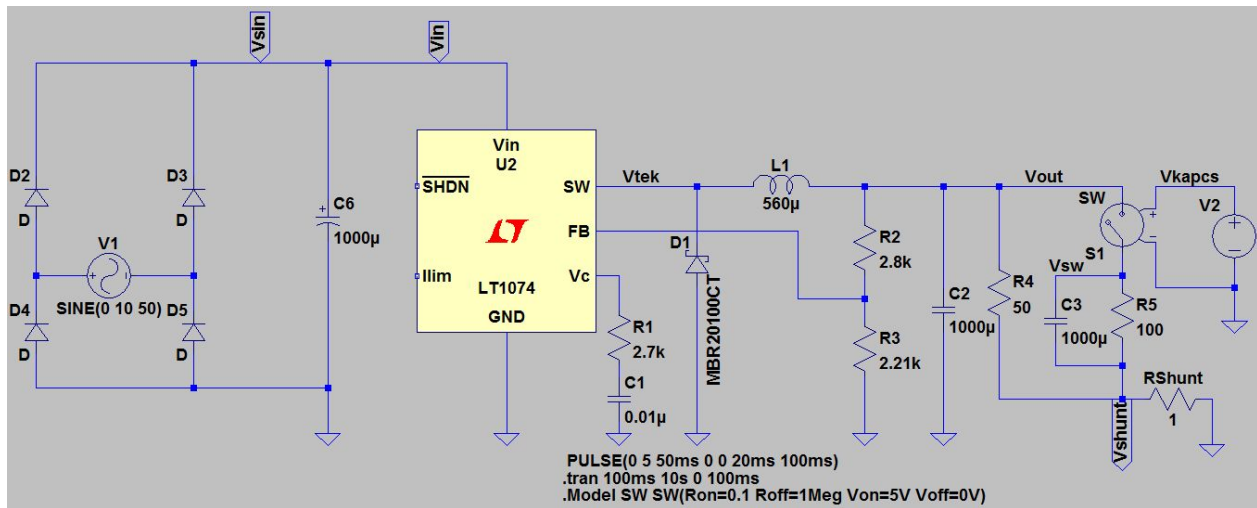 Vsin
Vin
D2
D
D3
D
V1
SINE(0 10 50)
D4
D
D5
D
C6
1000µ
Vin
U2
SHDN
SW
FB
Ilim
Vc
LT1074
GND
R1
2.7k
C1
0.01µ
Vtek
D1
MBR20100CT
L1
560µ
R2
2.8k
R3
2.21k
C2
1000µ
R4
50
Vout
SW
S1
Vkapcs
V2
Vsw
C3
1000µ
R5
100
RShunt
1
Vshunt
PULSE(0 5 50ms 0 0 20ms 100ms)
.tran 100ms 10s 0 100ms
.Model SW SW(Ron=0.1 Roff=1Meg Von=5V Voff=0V)